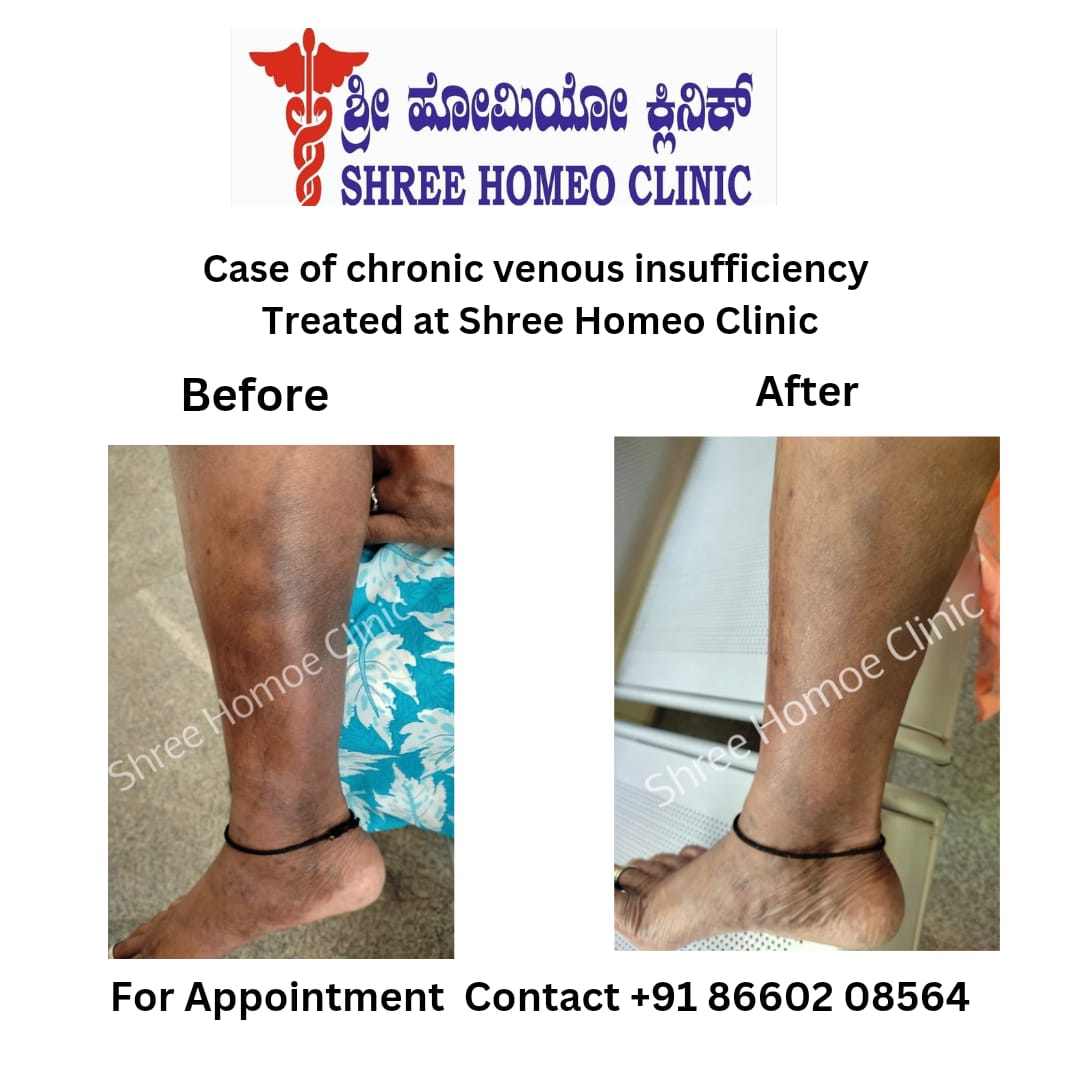 ಶ್ರೀ ಹೋಮಿಯೋ ಕ್ಲಿನಿಕ್
SHREE HOMEO CLINIC
Case of chronic venous insufficiency
Treated at Shree Homeo Clinic
Before
After
Shree Homoe Clinic
Shree Homoe Clinic
For Appointment Contact +91 86602 08564